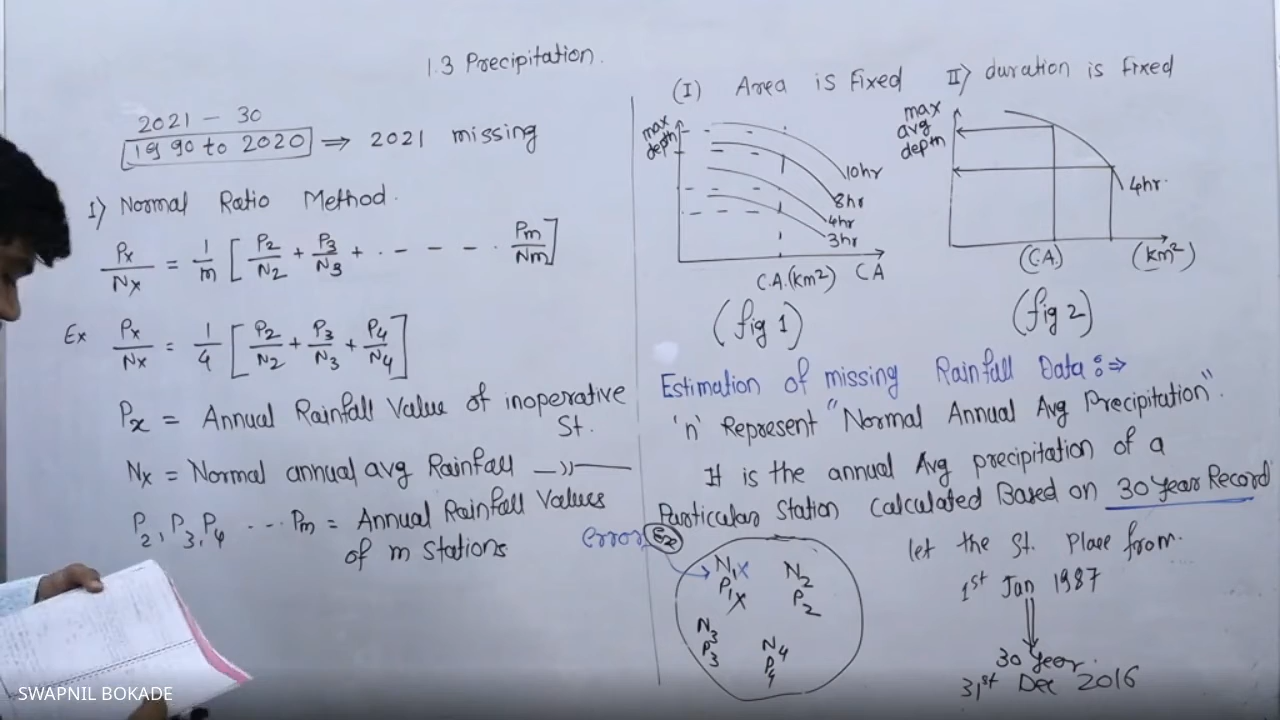 1.3 Precipitation.
2021 - 30
1990 to 2020 ⇒ 2021 missing
I) Normal Ratio Method.
Px/Nx = 1/m [P2/N2 + P3/N3 + . - - - - . Pm/Nm]
Ex Px/Nx = 1/4 [P2/N2 + P3/N3 + P4/N4]
Px = Annual Rainfall Value of inoperative
St.
Nx = Normal annual avg Rainfall —〃—
P2, P3, P4 ... Pm = Annual Rainfall Values
of m Stations
(I) Area is Fixed
max
depth
10hr
8hr
4hr
3hr
C.A.(km²) CA
(fig 1)
II) duration is fixed
max
avg
depth
4hr.
(C.A.) (km²)
(fig 2)
Estimation of missing Rainfall Data :⇒
'n' Represent "Normal Annual Avg Precipitation".
It is the annual Avg precipitation of a
Particular Station Calculated Based on 30 year Record
error Ex
N1x N2
P1x P2
N3 N4
P3 P4
let the St. Place from.
1st Jan 1987
30 Year.
31st Dec 2016
SWAPNIL BOKADE